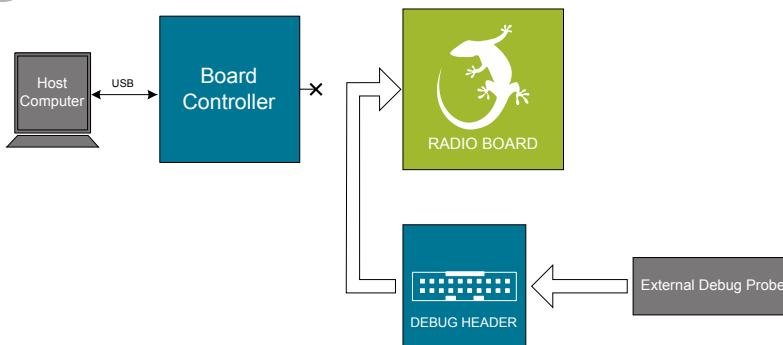 Host
Computer
USB
Board
Controller
RADIO BOARD
DEBUG HEADER
External Debug Probe